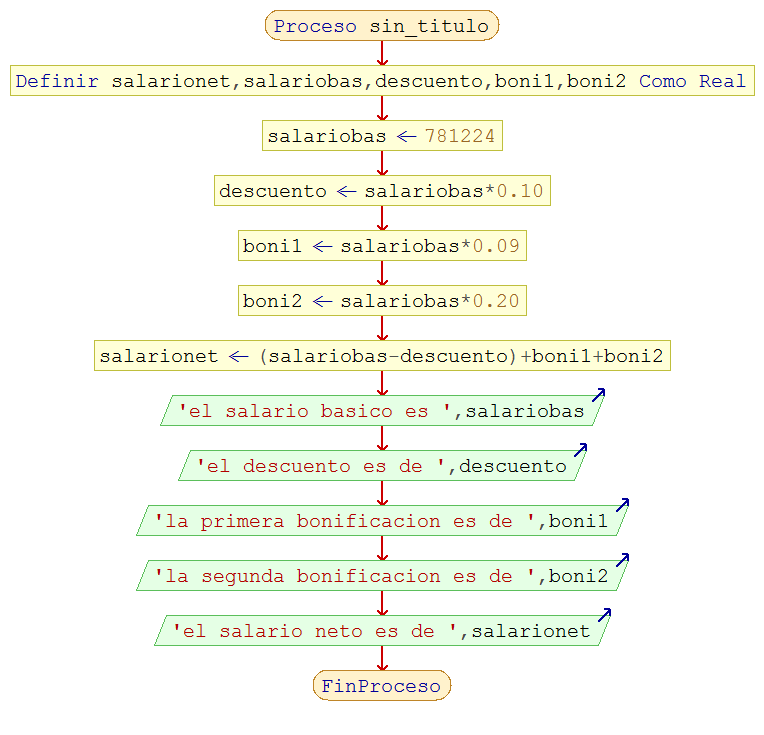 Proceso sin_titulo
Definir salarionet,salariobas,descuento,boni1,boni2 Como Real
salariobas ← 781224
descuento ← salariobas*0.10
boni1 ← salariobas*0.09
boni2 ← salariobas*0.20
salarionet ← (salariobas-descuento)+boni1+boni2
'el salario basico es ',salariobas
'el descuento es de ',descuento
'la primera bonificacion es de ',boni1
'la segunda bonificacion es de ',boni2
'el salario neto es de ',salarionet
FinProceso